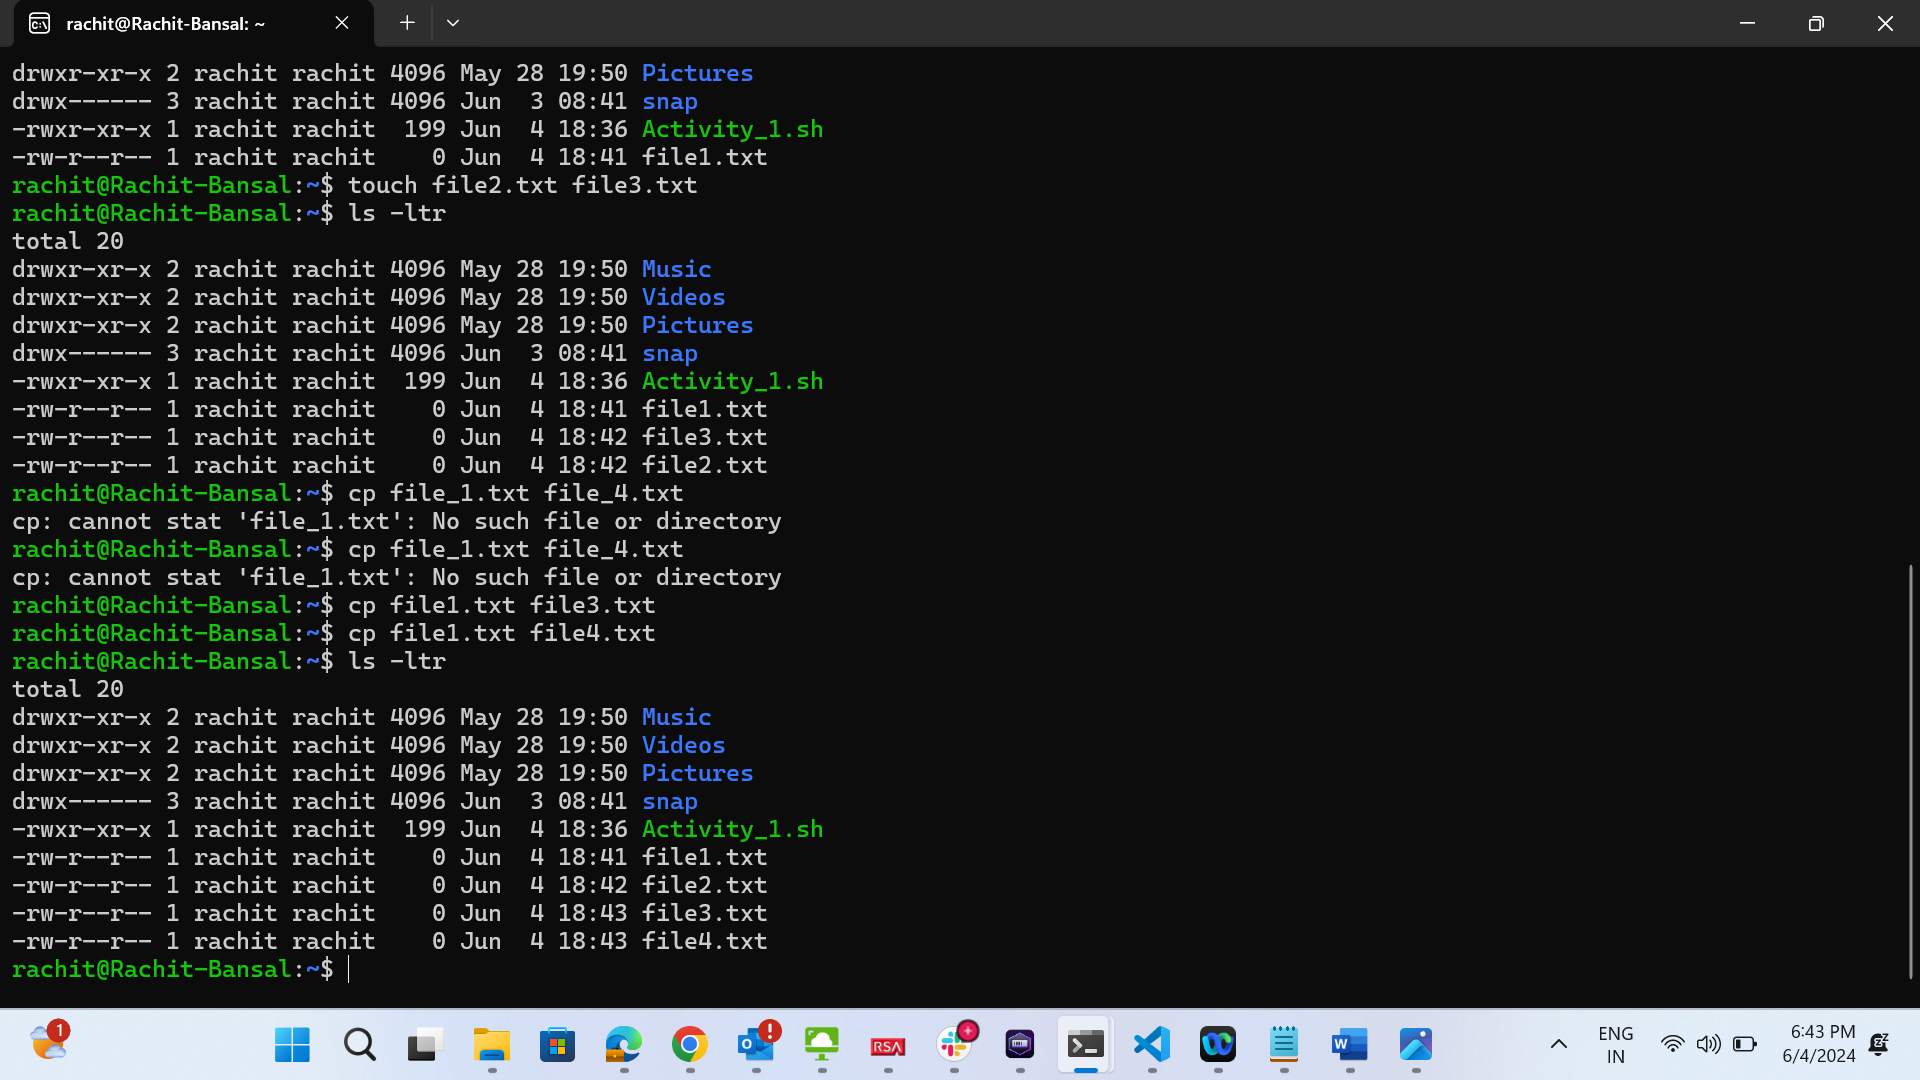 rachit@Rachit-Bansal: ~
drwxr-xr-x 2 rachit rachit 4096 May 28 19:50 Pictures
drwx------ 3 rachit rachit 4096 Jun  3 08:41 snap
-rwxr-xr-x 1 rachit rachit  199 Jun  4 18:36 Activity_1.sh
-rw-r--r-- 1 rachit rachit    0 Jun  4 18:41 file1.txt
rachit@Rachit-Bansal:~$ touch file2.txt file3.txt
rachit@Rachit-Bansal:~$ ls -ltr
total 20
drwxr-xr-x 2 rachit rachit 4096 May 28 19:50 Music
drwxr-xr-x 2 rachit rachit 4096 May 28 19:50 Videos
drwxr-xr-x 2 rachit rachit 4096 May 28 19:50 Pictures
drwx------ 3 rachit rachit 4096 Jun  3 08:41 snap
-rwxr-xr-x 1 rachit rachit  199 Jun  4 18:36 Activity_1.sh
-rw-r--r-- 1 rachit rachit    0 Jun  4 18:41 file1.txt
-rw-r--r-- 1 rachit rachit    0 Jun  4 18:42 file3.txt
-rw-r--r-- 1 rachit rachit    0 Jun  4 18:42 file2.txt
rachit@Rachit-Bansal:~$ cp file_1.txt file_4.txt
cp: cannot stat 'file_1.txt': No such file or directory
rachit@Rachit-Bansal:~$ cp file_1.txt file_4.txt
cp: cannot stat 'file_1.txt': No such file or directory
rachit@Rachit-Bansal:~$ cp file1.txt file3.txt
rachit@Rachit-Bansal:~$ cp file1.txt file4.txt
rachit@Rachit-Bansal:~$ ls -ltr
total 20
drwxr-xr-x 2 rachit rachit 4096 May 28 19:50 Music
drwxr-xr-x 2 rachit rachit 4096 May 28 19:50 Videos
drwxr-xr-x 2 rachit rachit 4096 May 28 19:50 Pictures
drwx------ 3 rachit rachit 4096 Jun  3 08:41 snap
-rwxr-xr-x 1 rachit rachit  199 Jun  4 18:36 Activity_1.sh
-rw-r--r-- 1 rachit rachit    0 Jun  4 18:41 file1.txt
-rw-r--r-- 1 rachit rachit    0 Jun  4 18:42 file2.txt
-rw-r--r-- 1 rachit rachit    0 Jun  4 18:43 file3.txt
-rw-r--r-- 1 rachit rachit    0 Jun  4 18:43 file4.txt
rachit@Rachit-Bansal:~$
1
RSA
ENG
IN
6:43 PM
6/4/2024